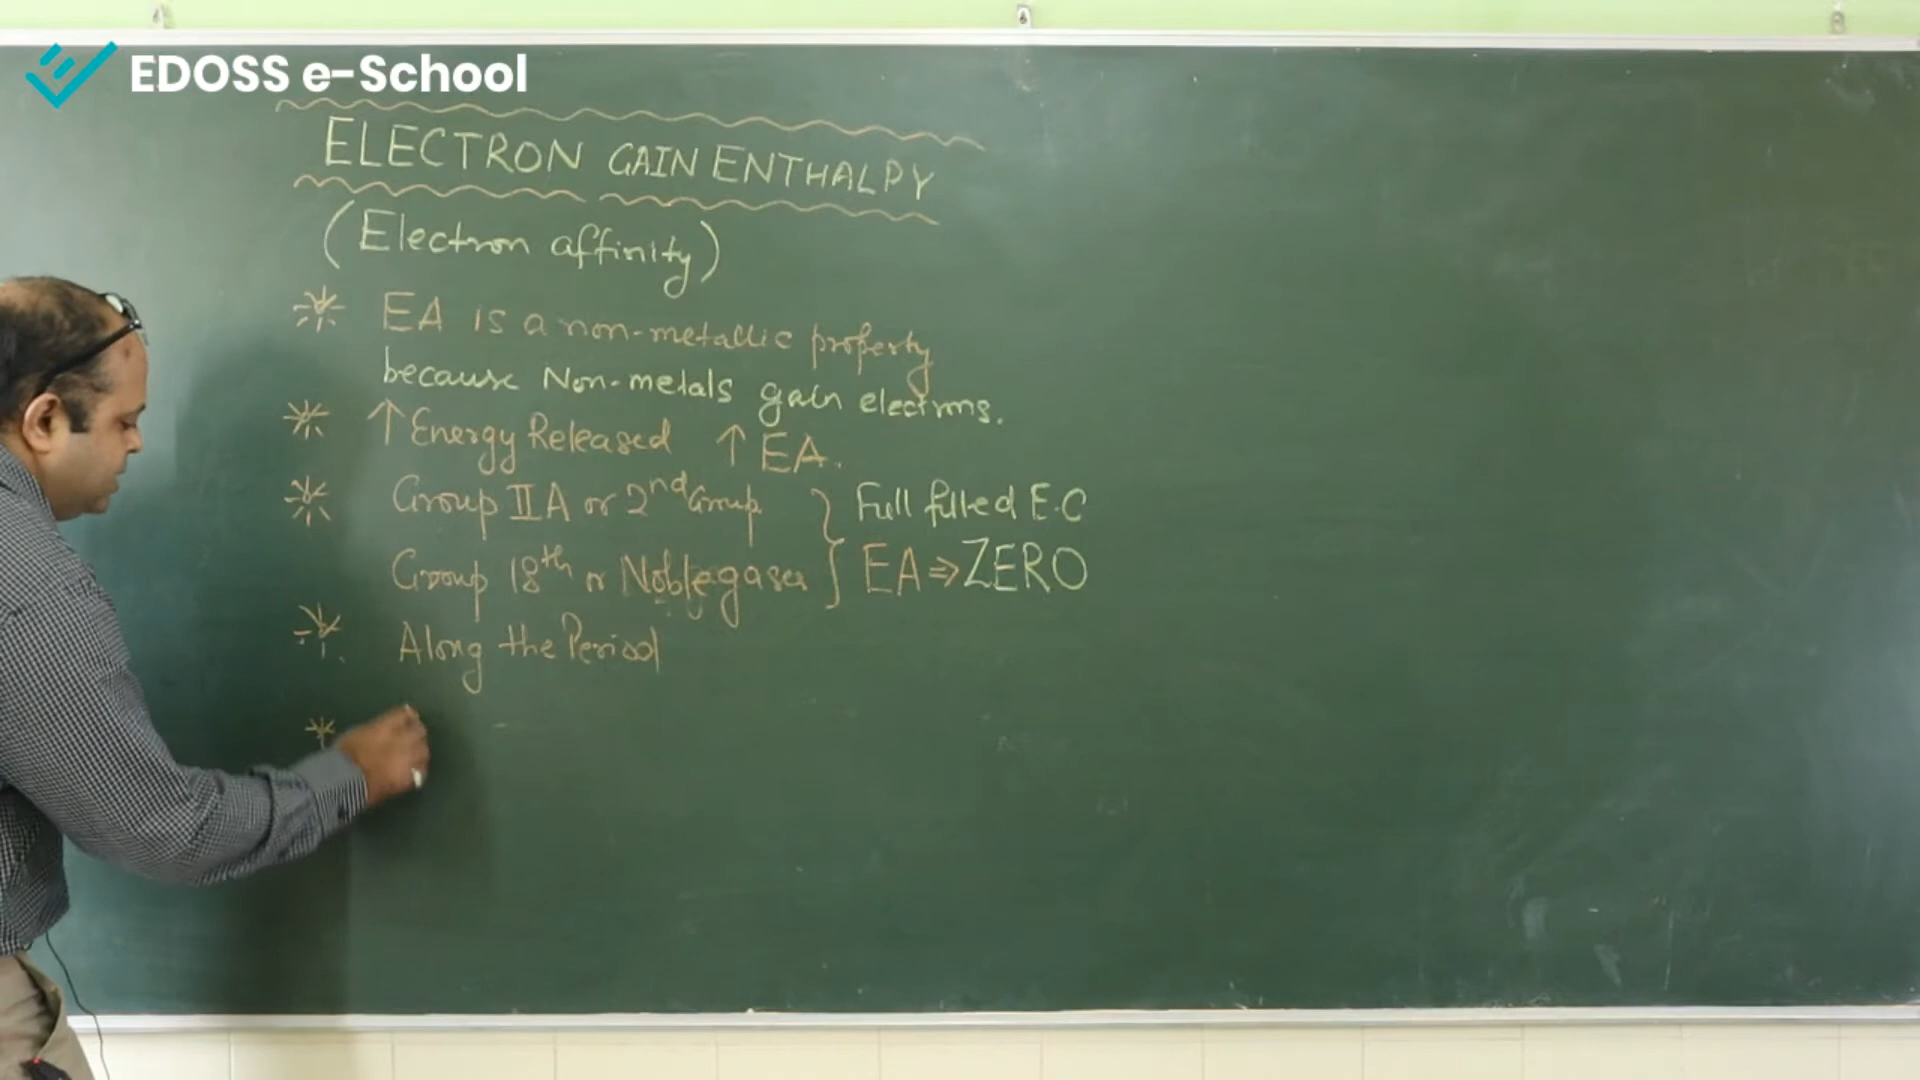 EDOSS e-School
ELECTRON GAIN ENTHALPY
(Electron affinity)
EA is a non-metallic property
because Non-metals gain electrons.
↑ Energy Released ↑ EA.
Group IIA or 2nd Group } Full filled E.C
Group 18th or Noble gases } EA ⇒ ZERO
Along the Period